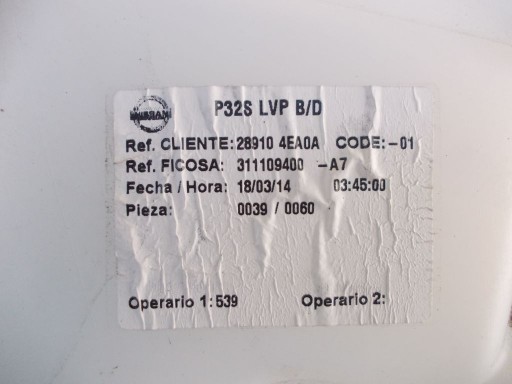 NISSAN
P32S LVP B/D
Ref. CLIENTE: 28910 4EA0A CODE:-01
Ref. FICOSA: 311109400 -A7
Fecha / Hora: 18/03/14 03:45:00
Pieza: 0039 / 0060
Operario 1: 539 Operario 2: